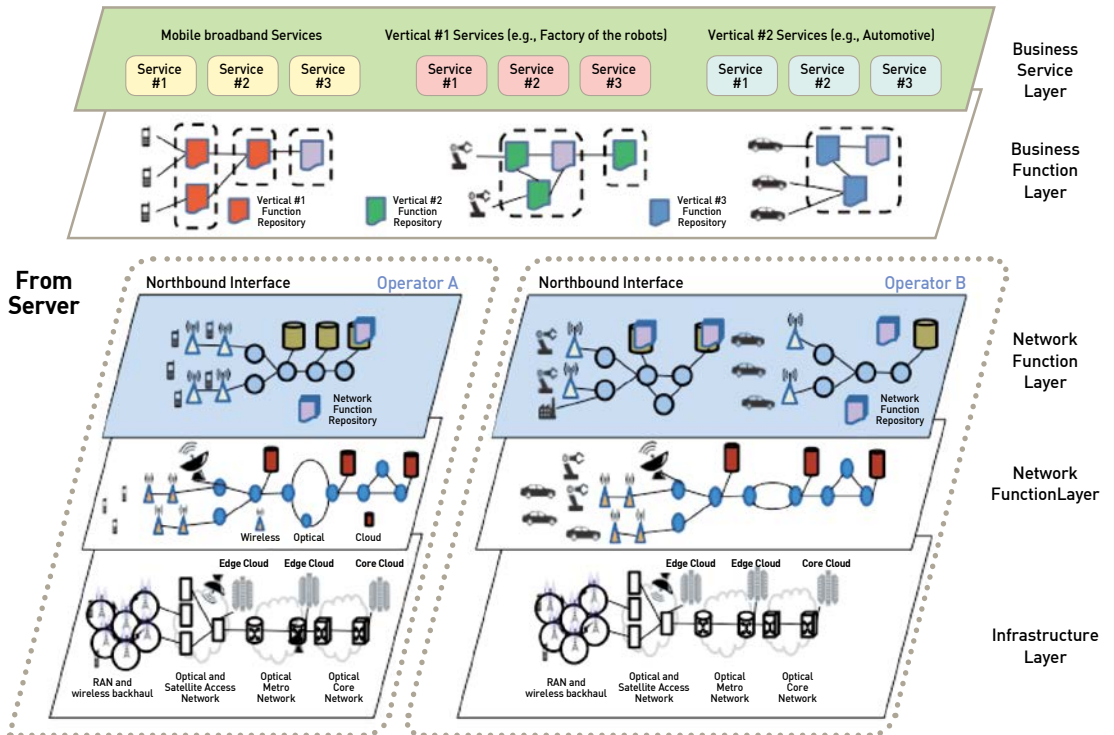 Mobile broadband Services
Vertical #1 Services (e.g., Factory of the robots)
Vertical #2 Services (e.g., Automotive)
Service
#1
Service
#2
Service
#3
Service
#1
Service
#2
Service
#3
Service
#1
Service
#2
Service
#3
Business
Service
Layer
Vertical #1
Function
Repository
Vertical #2
Function
Repository
Vertical #3
Function
Repository
Business
Function
Layer
From
Server
Northbound Interface
Operator A
Network
Function
Repository
Northbound Interface
Operator B
Network
Function
Repository
Network
Function
Layer
Wireless
Optical
Cloud
Network
FunctionLayer
Edge Cloud
Edge Cloud
Core Cloud
RAN and
wireless backhaul
Optical and
Satellite Access
Network
Optical
Metro
Network
Optical
Core
Network
Edge Cloud
Edge Cloud
Core Cloud
RAN and
wireless backhaul
Optical and
Satellite Access
Network
Optical
Metro
Network
Optical
Core
Network
Infrastructure
Layer